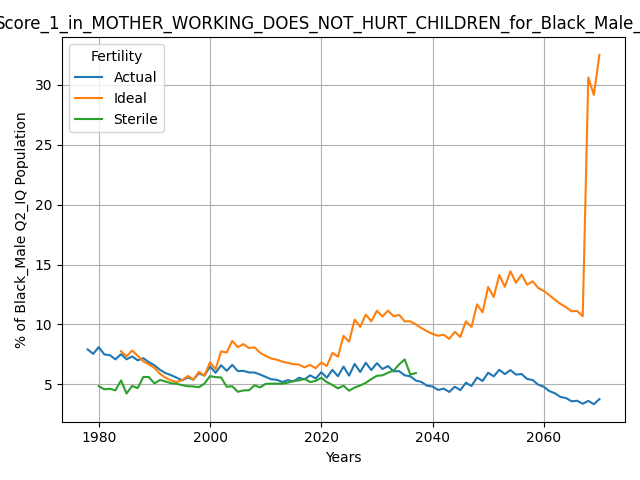 Score_1_in_MOTHER_WORKING_DOES_NOT_HURT_CHILDREN_for_Black_Male_
Fertility
Actual
Ideal
Sterile
% of Black_Male Q2_IQ Population
30
25
20
15
10
5
1980
2000
2020
2040
2060
Years